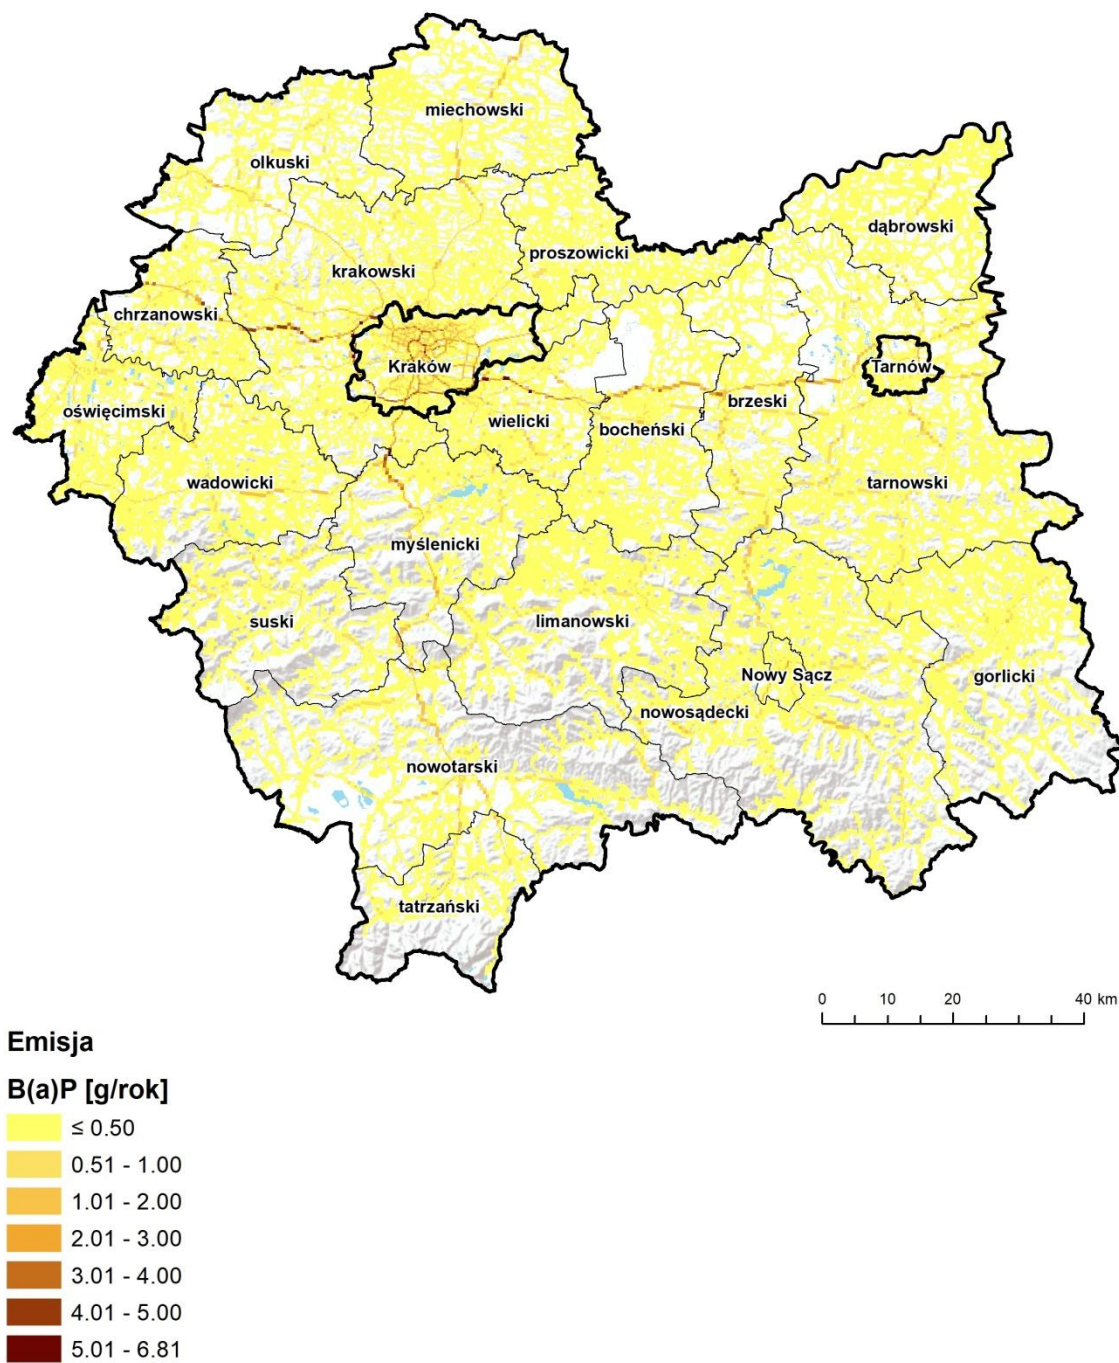 miechowski
olkuski
dąbrowski
proszowicki
krakowski
chrzanowski
Kraków
Tarnów
oświęcimski
brzeski
wielicki
bocheński
wadowicki
tarnowski
myślenicki
suski
limanowski
Nowy Sącz
gorlicki
nowosądecki
nowotarski
tatrzański
0 10 20 40 km
Emisja
B(a)P [g/rok]
≤ 0.50
0.51 - 1.00
1.01 - 2.00
2.01 - 3.00
3.01 - 4.00
4.01 - 5.00
5.01 - 6.81